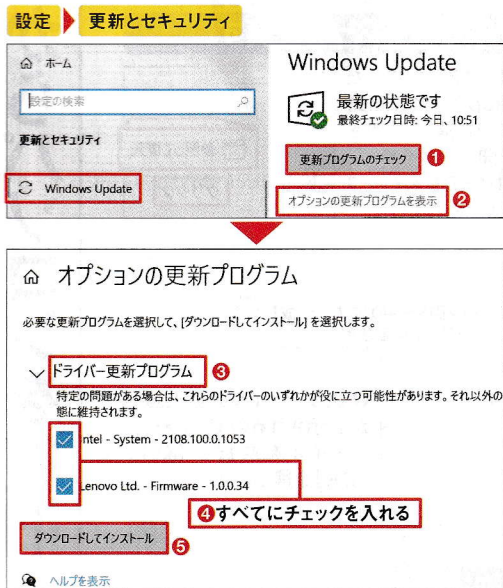 設定 更新とセキュリティ
ホーム
設定の検索
更新とセキュリティ
Windows Update
Windows Update
最新の状態です
最終チェック日時: 今日、10:51
更新プログラムのチェック ❶
オプションの更新プログラムを表示 ❷
オプションの更新プログラム
必要な更新プログラムを選択して、[ダウンロードしてインストール] を選択します。
ドライバー更新プログラム ❸
特定の問題がある場合は、これらのドライバーのいずれかが役に立つ可能性があります。それ以外の
態に維持されます。
ntel - System - 2108.100.0.1053
Lenovo Ltd. - Firmware - 1.0.0.34
❹すべてにチェックを入れる
ダウンロードしてインストール ❺
ヘルプを表示